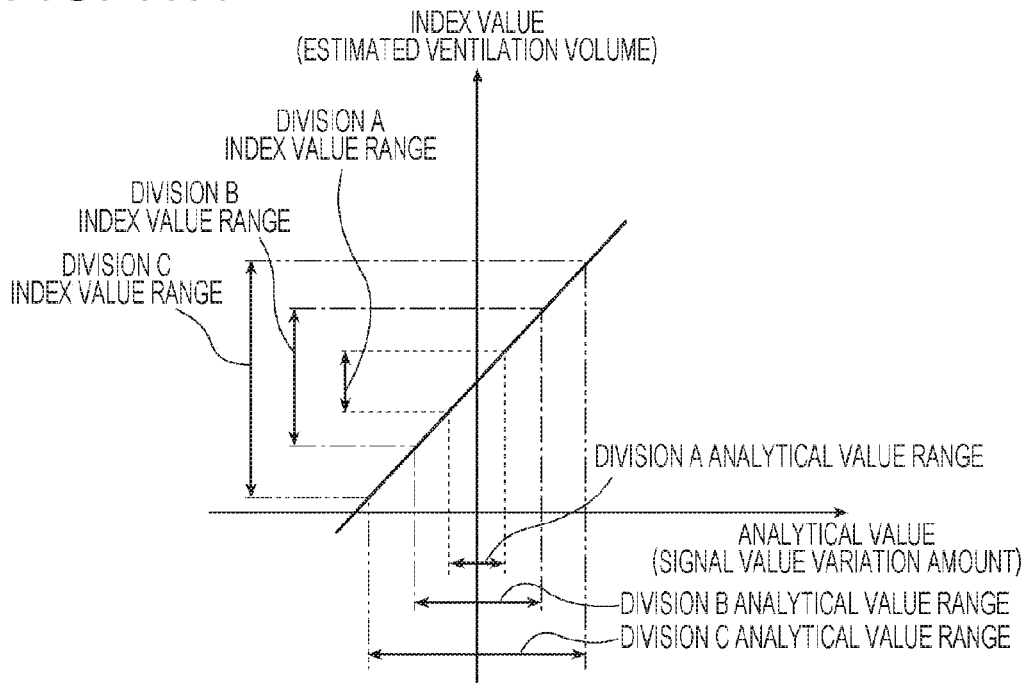 INDEX VALUE
(ESTIMATED VENTILATION VOLUME)
DIVISION A
INDEX VALUE RANGE
DIVISION B
INDEX VALUE RANGE
DIVISION C
INDEX VALUE RANGE
DIVISION A ANALYTICAL VALUE RANGE
ANALYTICAL VALUE
(SIGNAL VALUE VARIATION AMOUNT)
DIVISION B ANALYTICAL VALUE RANGE
DIVISION C ANALYTICAL VALUE RANGE